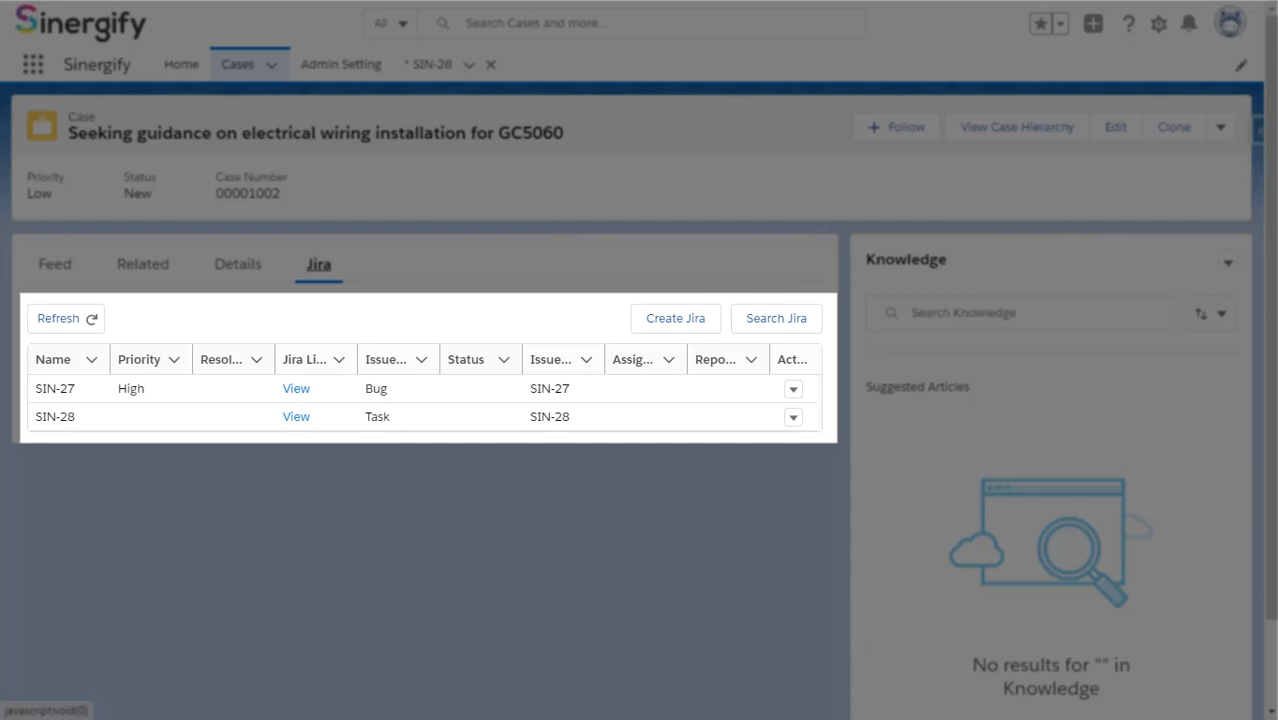 Sinergify
All
Search Cases and more...
Sinergify
Home
Cases
Admin Setting
* SIN-28
Case
Seeking guidance on electrical wiring installation for GC5060
Follow
View Case Hierarchy
Edit
Clone
Priority
Status
Case Number
Low
New
00001002
Feed
Related
Details
Jira
Knowledge
Search Knowledge
Suggested Articles
No results for "" in
Knowledge
Refresh
Create Jira
Search Jira
Name
Priority
Resol...
Jira Li...
Issue...
Status
Issue...
Assig...
Repo...
Act...
SIN-27
High
View
Bug
SIN-27
SIN-28
View
Task
SIN-28
javascript:void(0)